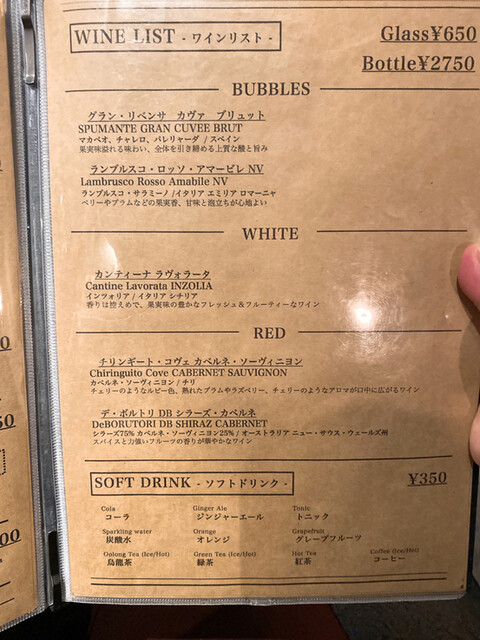 WINE LIST - ワインリスト -
Glass¥650
Bottle¥2750
BUBBLES
グラン・リベンサ カヴァ ブリュット
SPUMANTE GRAN CUVEE BRUT
マカベオ、チャレロ、パレリャーダ / スペイン
果実味溢れる味わい、全体を引き締める上質な酸と旨み
ランブルスコ・ロッソ・アマービレ NV
Lambrusco Rosso Amabile NV
ランブルスコ・サラミーノ /イタリア エミリア ロマーニャ
ベリーやプラムなどの果実香、甘味と泡立ちが心地よい
WHITE
カンティーナ ラヴォラータ
Cantine Lavorata INZOLIA
インツォリア / イタリア シチリア
香りは控えめで、果実味の豊かなフレッシュ&フルーティーなワイン
RED
チリンギート・コヴェ カベルネ・ソーヴィニヨン
Chiringuito Cove CABERNET SAUVIGNON
カベルネ・ソーヴィニヨン / チリ
チェリーのようなルビー色、熟れたプラムやラズベリー、チェリーのようなアロマが口中に広がるワイン
デ・ボルトリ DB シラーズ・カベルネ
DeBORUTORI DB SHIRAZ CABERNET
シラーズ75% カベルネ・ソーヴィニヨン25% / オーストラリア ニュー・サウス・ウェールズ州
スパイスと力強いフルーツの香りが華やかなワイン
SOFT DRINK - ソフトドリンク -
¥350
Cola
Ginger Ale
Tonic
コーラ
ジンジャーエール
トニック
Sparkling water
Orange
Grapefruit
炭酸水
オレンジ
グレープフルーツ
Oolong Tea (Ice/Hot)
Green Tea (Ice/Hot)
Hot Tea
Coffee (Ice/Hot)
烏龍茶
緑茶
紅茶
コーヒー